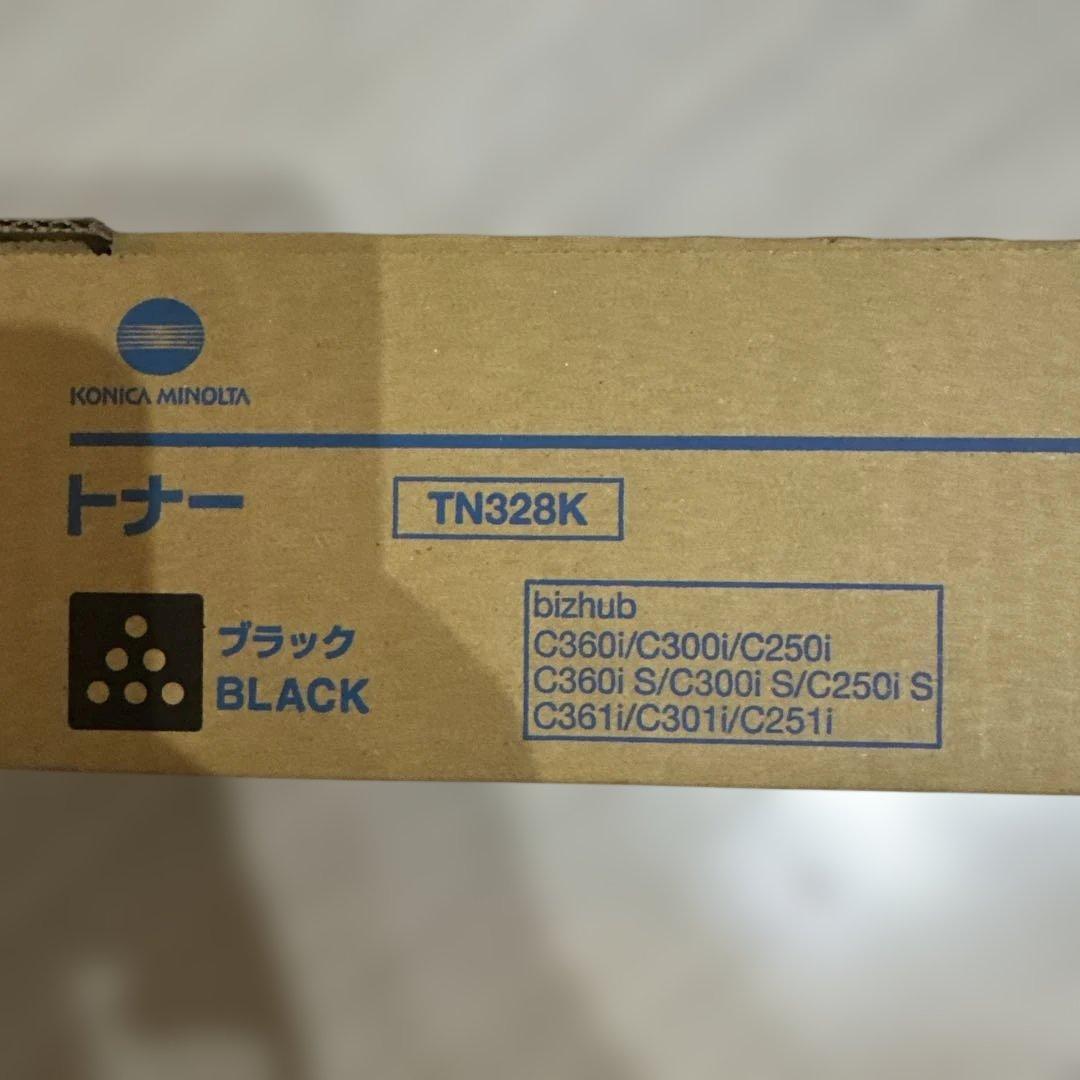 KONICA MINOLTA
トナー
TN328K
ブラック
BLACK
bizhub
C360i/C300i/C250i
C360i S/C300i S/C250i S
C361i/C301i/C251i